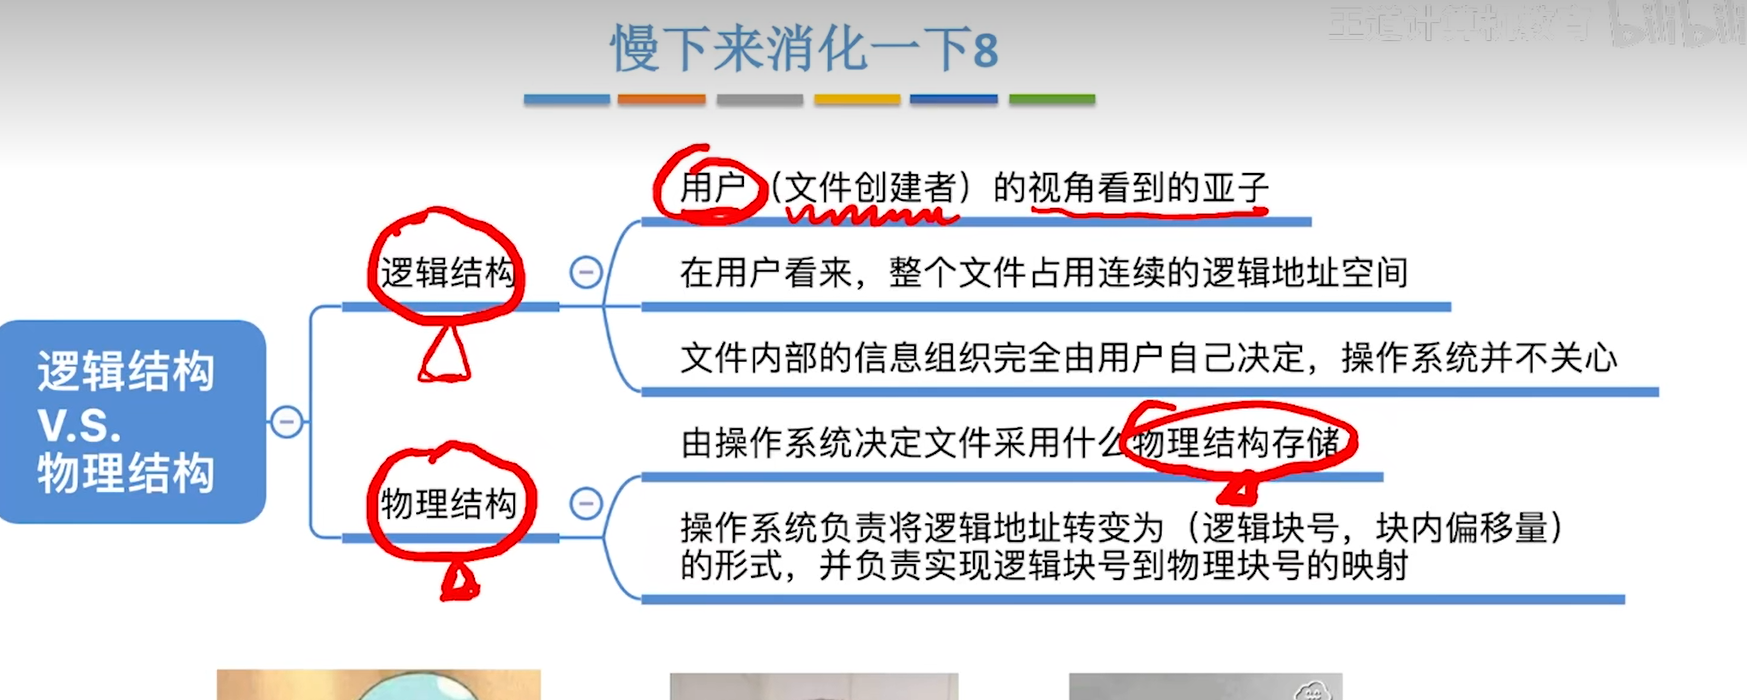 王道计算机教育 bilibili
慢下来消化一下8
逻辑结构
V.S.
物理结构
逻辑结构
用户（文件创建者）的视角看到的亚子
在用户看来，整个文件占用连续的逻辑地址空间
文件内部的信息组织完全由用户自己决定，操作系统并不关心
物理结构
由操作系统决定文件采用什么物理结构存储
操作系统负责将逻辑地址转变为（逻辑块号，块内偏移量）
的形式，并负责实现逻辑块号到物理块号的映射